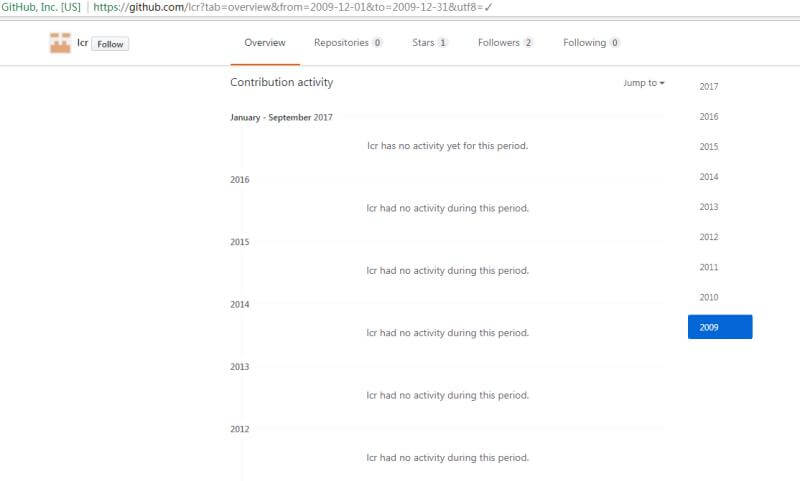 GitHub, Inc. [US] | https://github.com/lcr?tab=overview&from=2009-12-01&to=2009-12-31&utf8=✓
lcr Follow Overview Repositories 0 Stars 1 Followers 2 Following 0
Contribution activity Jump to
2017
January - September 2017
2016
lcr has no activity yet for this period.
2015
2016
2014
lcr had no activity during this period.
2013
2015
2012
lcr had no activity during this period.
2011
2014
2010
lcr had no activity during this period.
2009
2013
lcr had no activity during this period.
2012
lcr had no activity during this period.